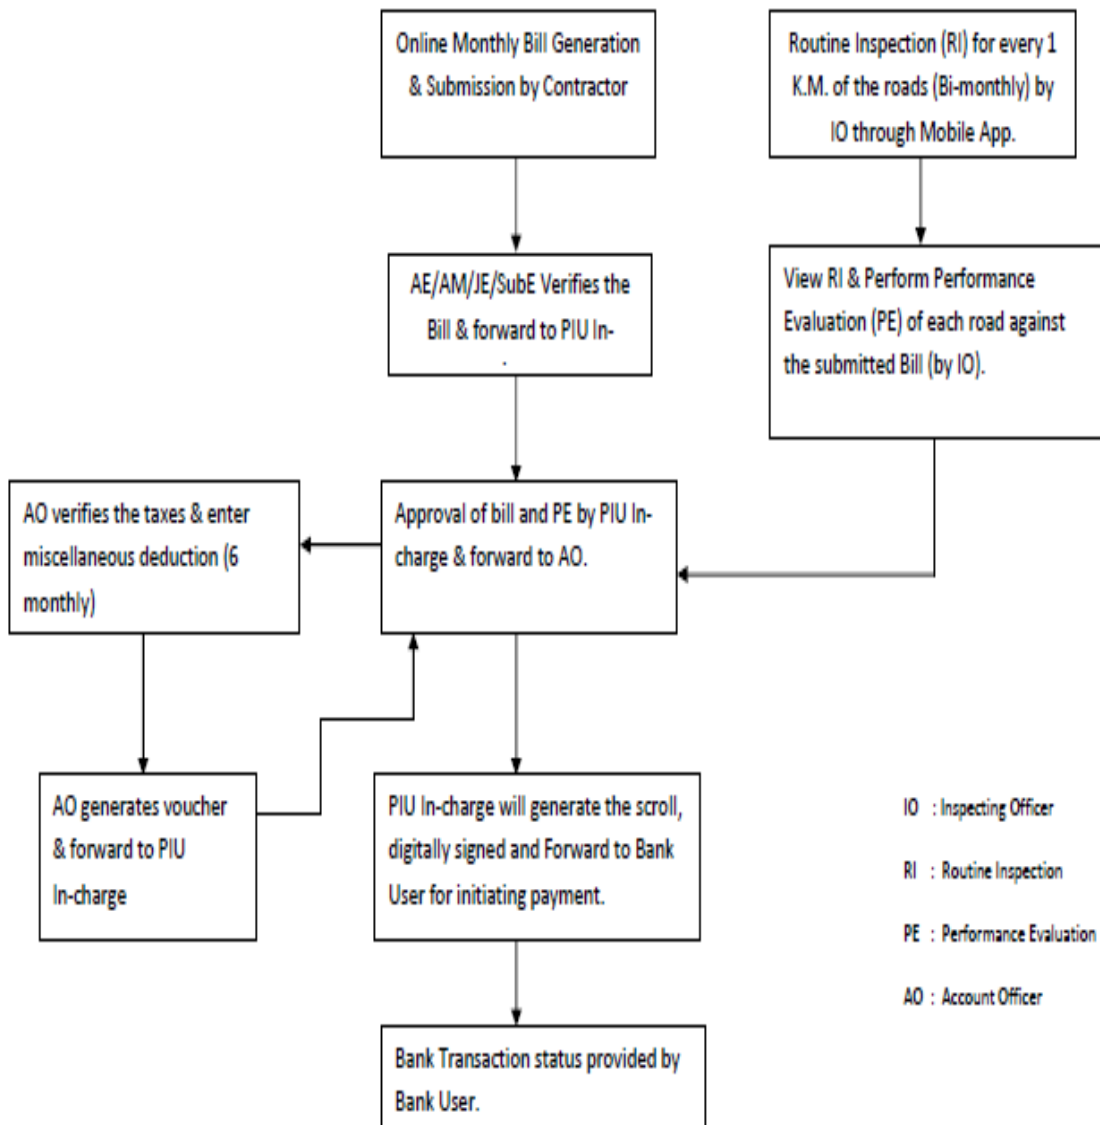 Online Monthly Bill Generation
& Submission by Contractor
Routine Inspection (RI) for every 1
K.M. of the roads (Bi-monthly) by
IO through Mobile App.
AE/AM/JE/SubE Verifies the
Bill & forward to PIU In-
.
View RI & Perform Performance
Evaluation (PE) of each road against
the submitted Bill (by IO).
AO verifies the taxes & enter
miscellaneous deduction (6
monthly)
Approval of bill and PE by PIU In-
charge & forward to AO.
AO generates voucher
& forward to PIU
In-charge
PIU In-charge will generate the scroll,
digitally signed and Forward to Bank
User for initiating payment.
IO : Inspecting Officer
RI : Routine Inspection
PE : Performance Evaluation
AO : Account Officer
Bank Transaction status provided by
Bank User.